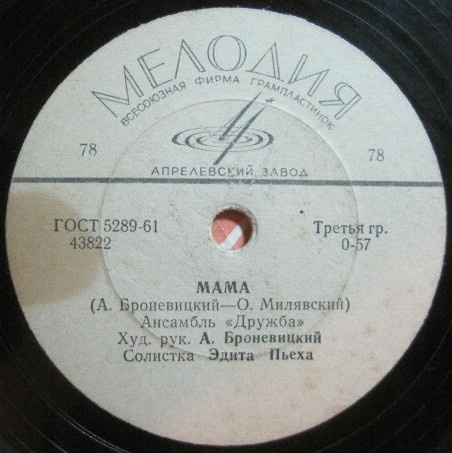 МЕЛОДИЯ
ВСЕСОЮЗНАЯ ФИРМА ГРАМПЛАСТИНОК
78
78
АПРЕЛЕВСКИЙ ЗАВОД
ГОСТ 5289-61
43822
Третья гр.
0-57
МАМА
(А. Броневицкий—О. Милявский)
Ансамбль «Дружба»
Худ. рук. А. Броневицкий
Солистка Эдита Пьеха